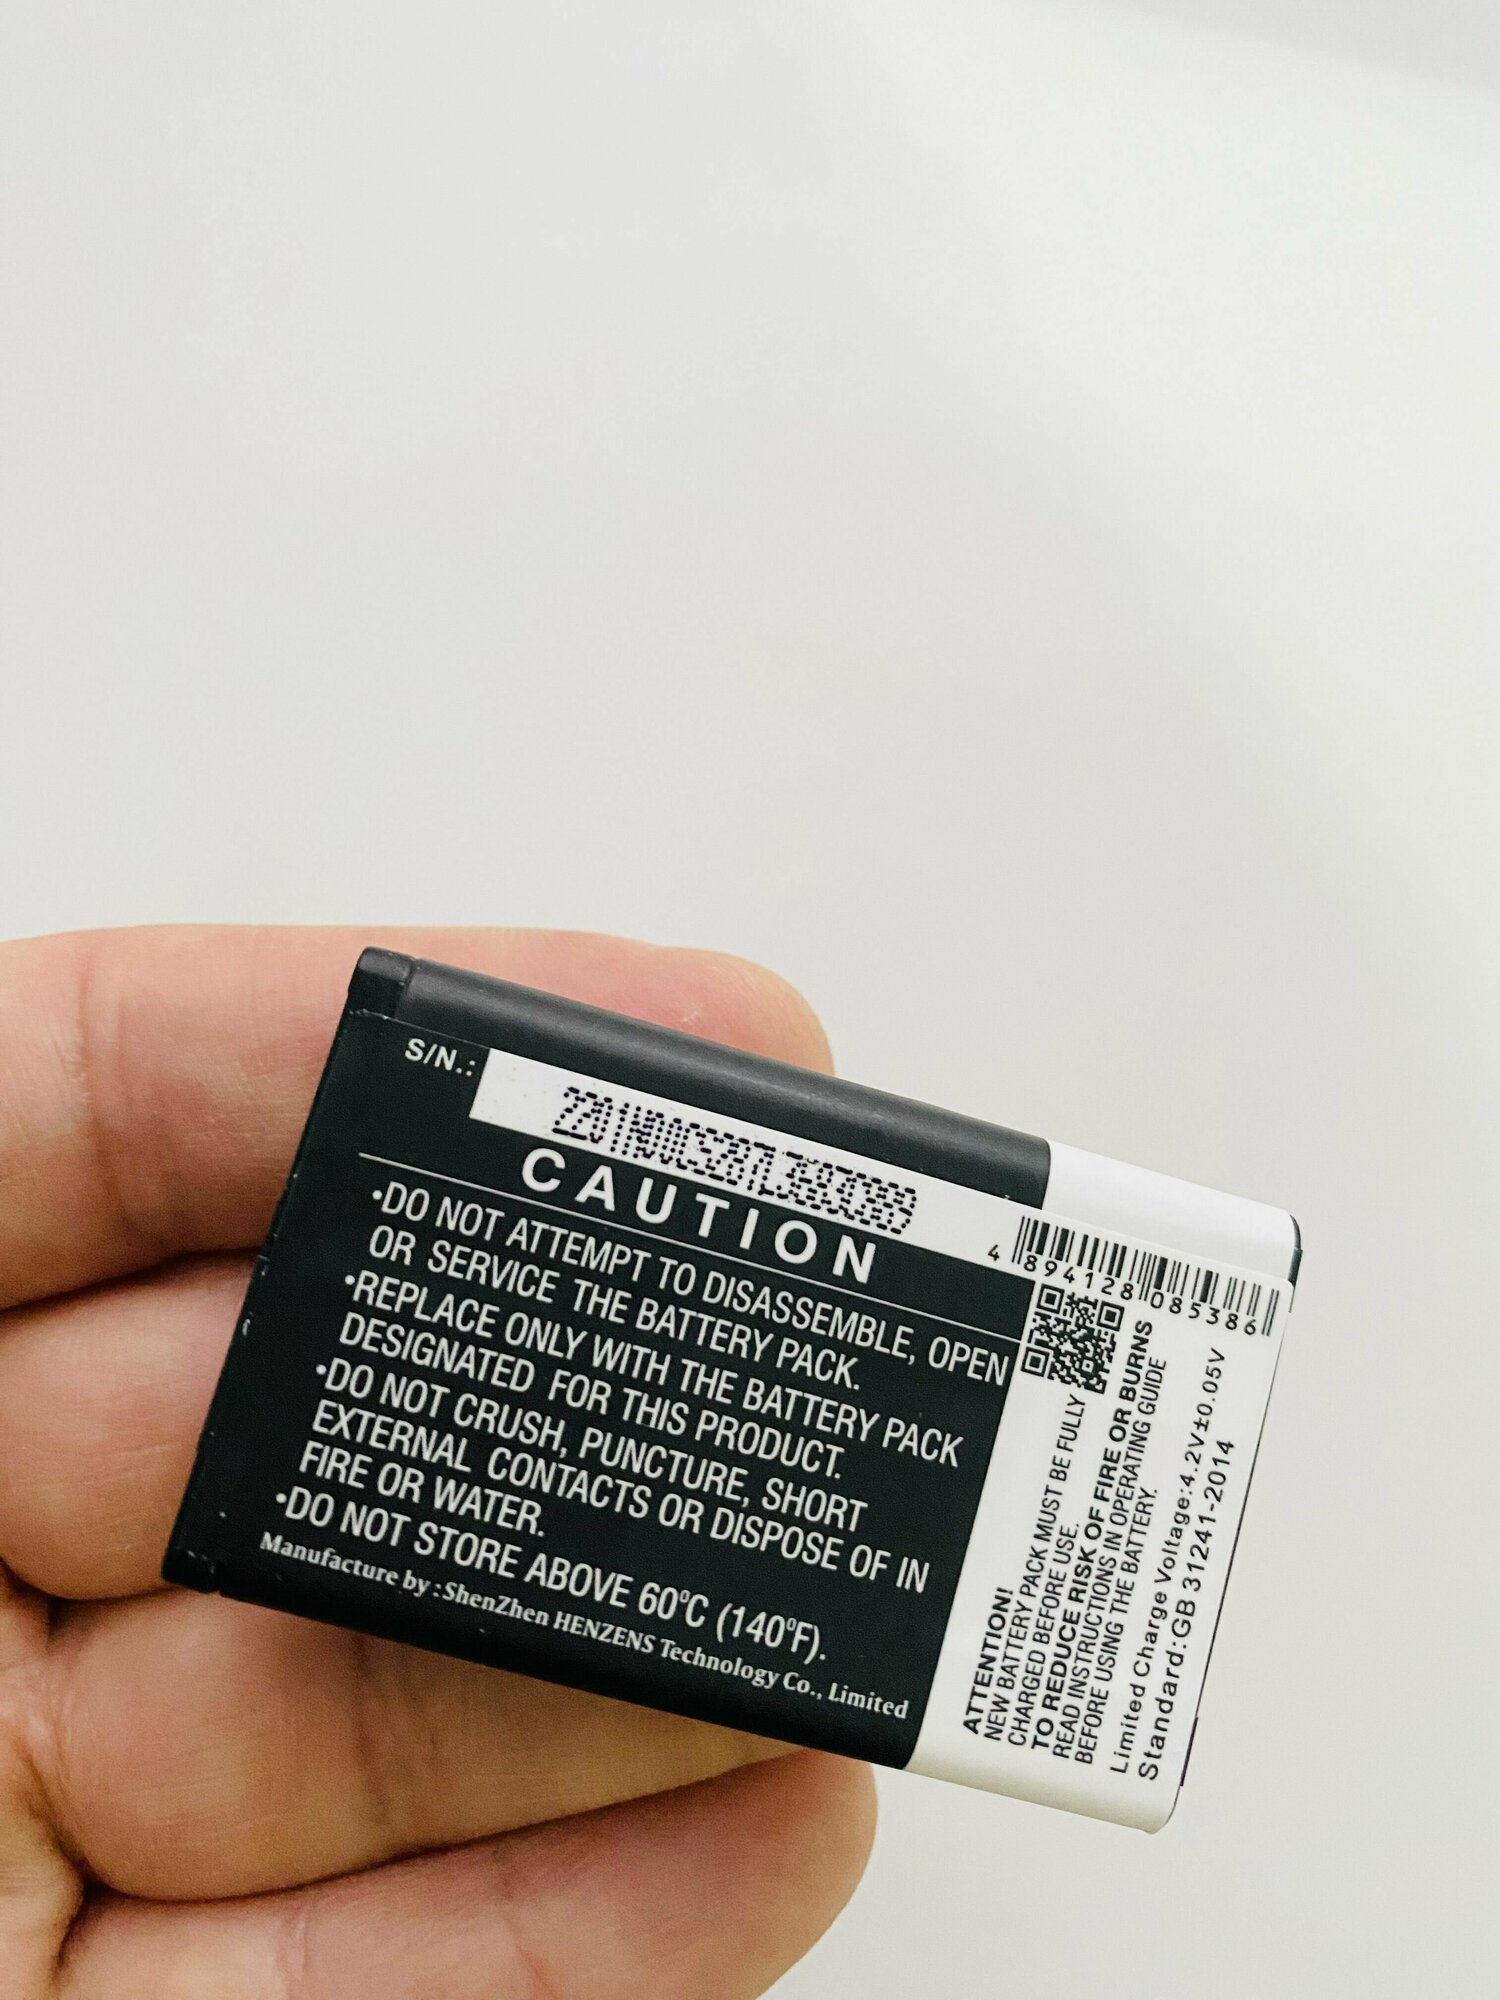 S/N.:
CAUTION
•DO NOT ATTEMPT TO DISASSEMBLE, OPEN
OR SERVICE THE BATTERY PACK.
•REPLACE ONLY WITH THE BATTERY PACK
DESIGNATED FOR THIS PRODUCT.
•DO NOT CRUSH, PUNCTURE, SHORT
EXTERNAL CONTACTS OR DISPOSE OF IN
FIRE OR WATER.
•DO NOT STORE ABOVE 60°C (140°F).
Manufacture by:ShenZhen HENZENS Technology Co., Limited
4 894128 085386
ATTENTION!
NEW BATTERY PACK MUST BE FULLY
CHARGED BEFORE USE.
TO REDUCE RISK OF FIRE OR BURNS
READ INSTRUCTIONS IN OPERATING GUIDE
BEFORE USING THE BATTERY.
Limited Charge Voltage:4.2V±0.05V
Standard:GB 31241-2014